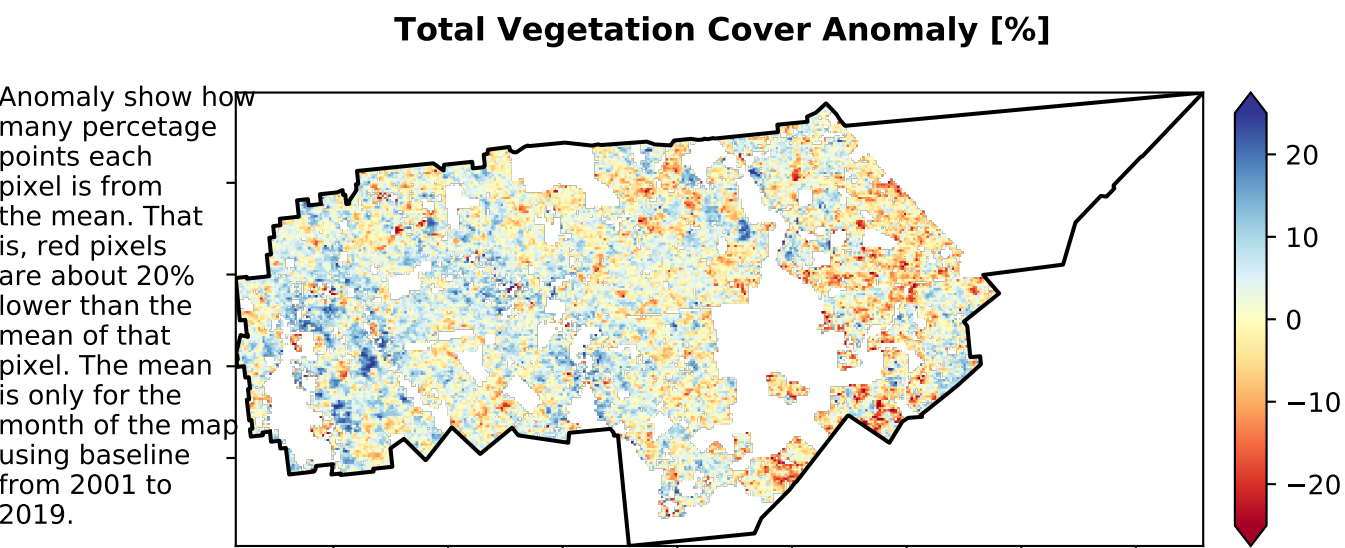 Total Vegetation Cover Anomaly [%]
Anomaly show how
many percetage
points each
pixel is from
the mean. That
is, red pixels
are about 20%
lower than the
mean of that
pixel. The mean
is only for the
month of the map
using baseline
from 2001 to
2019.
20
10
0
−10
−20